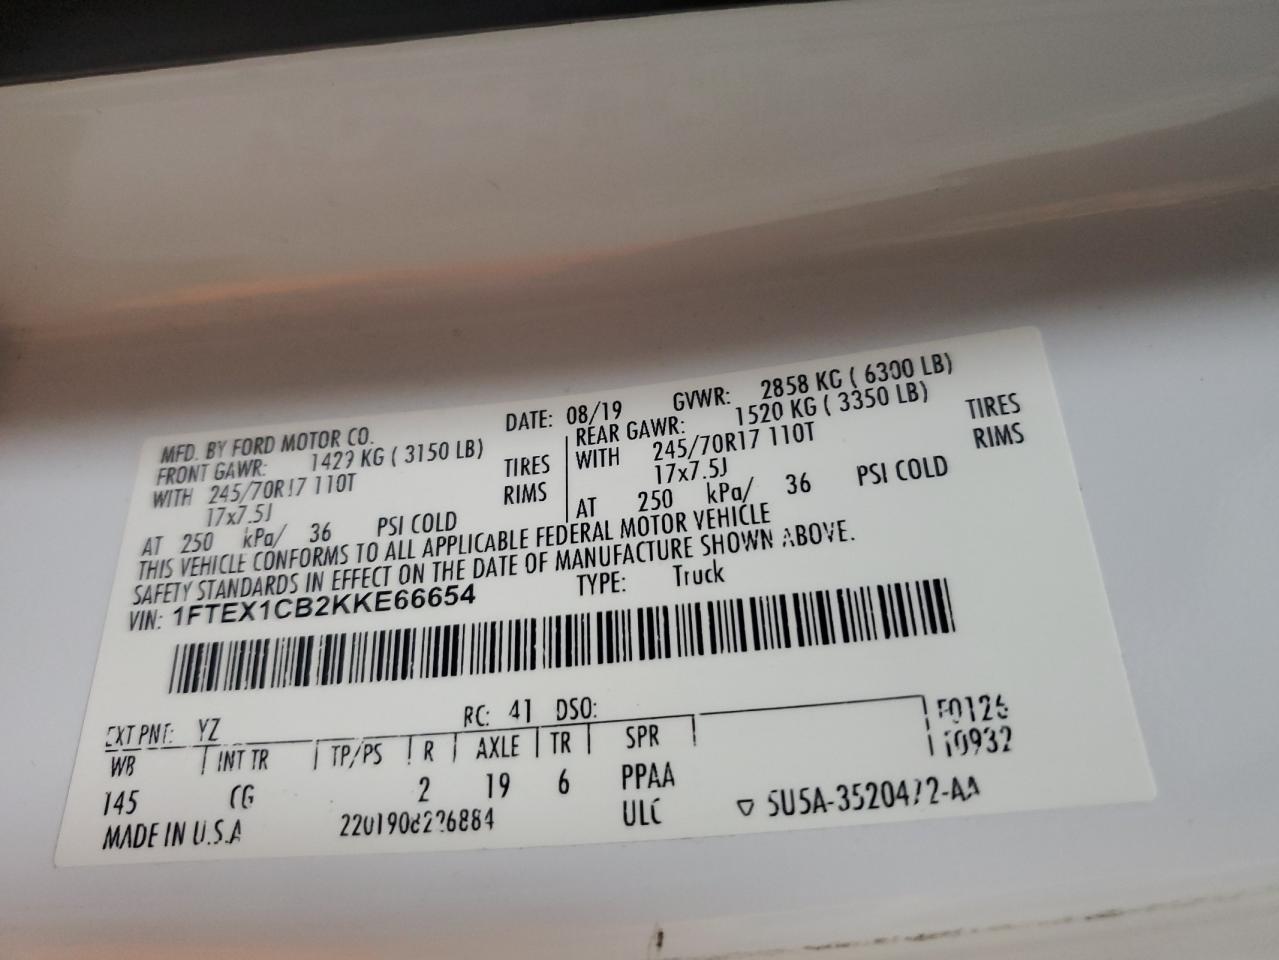 MFD. BY FORD MOTOR CO. DATE: 08/19 GVWR: 2858 KG ( 6300 LB)
FRONT GAWR: 1429 KG ( 3150 LB) REAR GAWR: 1520 KG ( 3350 LB)
WITH 245/70R17 110T TIRES WITH 245/70R17 110T TIRES
17x7.5J RIMS 17x7.5J RIMS
AT 250 kPa/ 36 PSI COLD AT 250 kPa/ 36 PSI COLD
THIS VEHICLE CONFORMS TO ALL APPLICABLE FEDERAL MOTOR VEHICLE
SAFETY STANDARDS IN EFFECT ON THE DATE OF MANUFACTURE SHOWN ABOVE.
VIN: 1FTEX1CB2KKE66654 TYPE: Truck
EXT PNT: YZ RC: 41 DSO: F0126
WB INT TR TP/PS R AXLE TR SPR
145 CG 2 19 6 PPAA
MADE IN U.S.A ULC 5U5A-3520472-AA